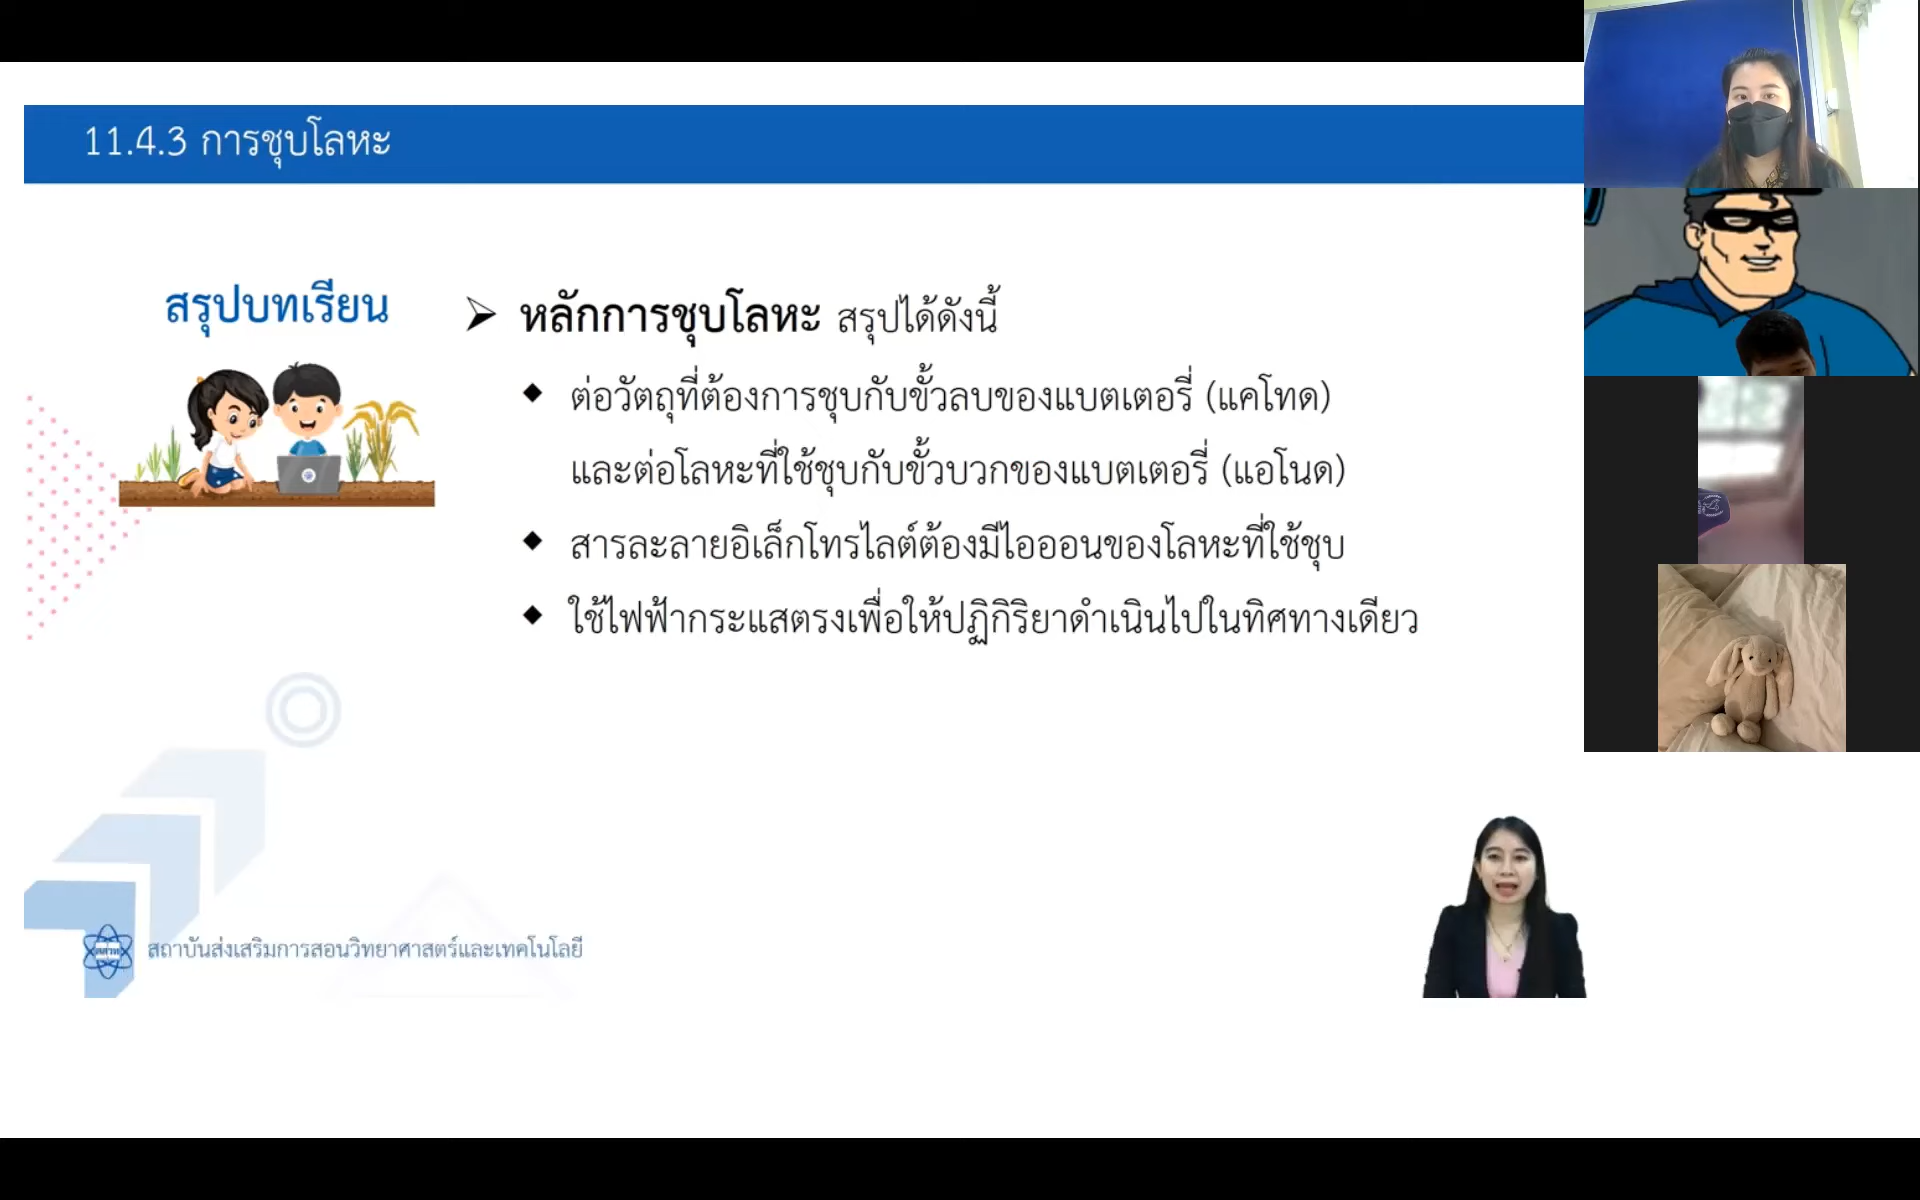 11.4.3 การชุบโลหะ
สรุปบทเรียน
➢ หลักการชุบโลหะ สรุปได้ดังนี้
◆ ต่อวัตถุที่ต้องการชุบกับขั้วลบของแบตเตอรี่ (แคโทด)
และต่อโลหะที่ใช้ชุบกับขั้วบวกของแบตเตอรี่ (แอโนด)
◆ สารละลายอิเล็กโทรไลต์ต้องมีไอออนของโลหะที่ใช้ชุบ
◆ ใช้ไฟฟ้ากระแสตรงเพื่อให้ปฏิกิริยาดำเนินไปในทิศทางเดียว
สถาบันส่งเสริมการสอนวิทยาศาสตร์และเทคโนโลยี